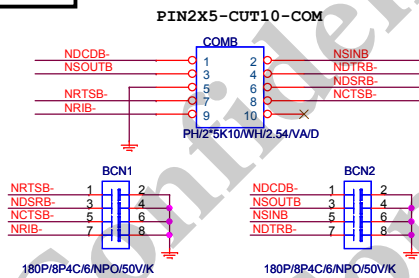 PIN2X5-CUT10-COM
COMB
NDCDB- 1 2 NSINB
NSOUTB 3 4 NDTRB-
5 6 NDSRB-
NRTSB- 7 8 NCTSB-
NRIB- 9 10
PH/2*5K10/WH/2.54/VA/D
BCN1
NRTSB- 1 2
NDSRB- 3 4
NCTSB- 5 6
NRIB- 7 8
180P/8P4C/6/NPO/50V/K
BCN2
NDCDB- 1 2
NSOUTB 3 4
NSINB 5 6
NDTRB- 7 8
180P/8P4C/6/NPO/50V/K